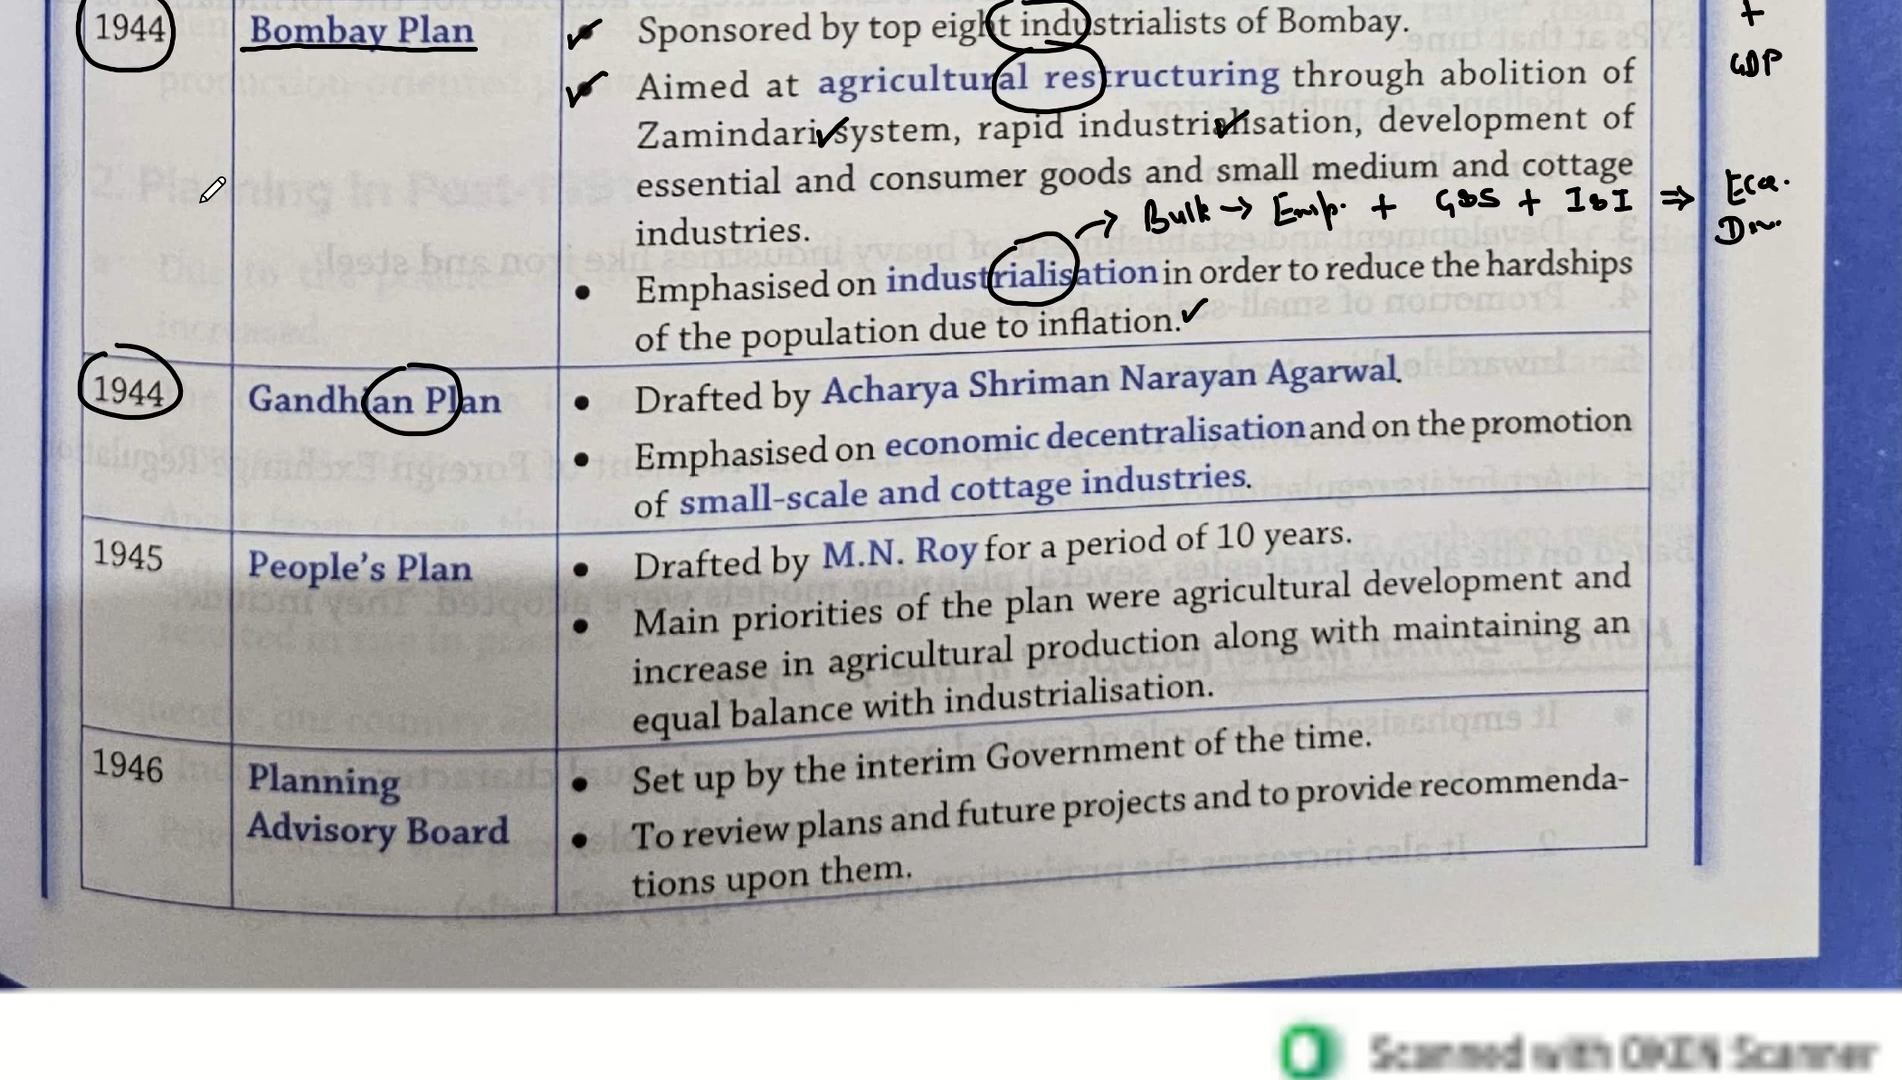 1944 Bombay Plan Sponsored by top eight industrialists of Bombay.
+
GDP
Aimed at agricultural restructuring through abolition of
Zamindari system, rapid industrialisation, development of
essential and consumer goods and small medium and cottage
industries.
→ Bulk → Emp. + G&S + I&I ⇒ Eco.
Emphasised on industrialisation in order to reduce the hardships
of the population due to inflation.
1944 Gandhian Plan • Drafted by Acharya Shriman Narayan Agarwal.
• Emphasised on economic decentralisation and on the promotion
of small-scale and cottage industries.
1945 People's Plan • Drafted by M.N. Roy for a period of 10 years.
• Main priorities of the plan were agricultural development and
increase in agricultural production along with maintaining an
equal balance with industrialisation.
1946 Planning
Advisory Board
• Set up by the interim Government of the time.
• To review plans and future projects and to provide recommenda-
tions upon them.
Scanned with OKEN Scanner